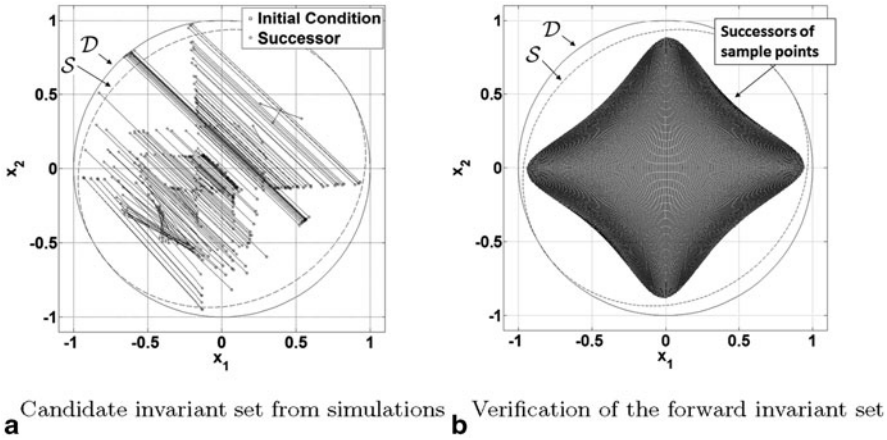 1
0.5
0
-0.5
-1
x2
-1
-0.5
0
0.5
1
x1
D
S
Initial Condition
Successor
1
0.5
0
-0.5
-1
x2
-1
-0.5
0
0.5
1
x1
D
S
Successors of
sample points
a Candidate invariant set from simulations
b Verification of the forward invariant set